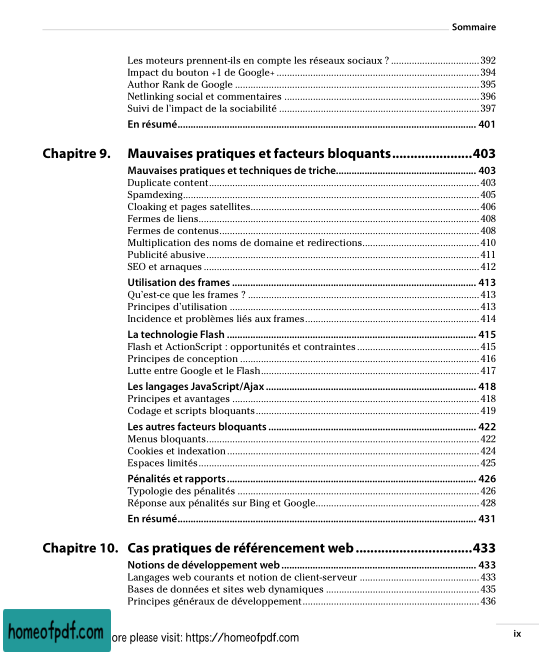 Sommaire
Les moteurs prennent-ils en compte les réseaux sociaux ? 392
Impact du bouton +1 de Google+ 394
Author Rank de Google 395
Netlinking social et commentaires 396
Suivi de l'impact de la sociabilité 397
En résumé 401
Chapitre 9. Mauvaises pratiques et facteurs bloquants 403
Mauvaises pratiques et techniques de triche 403
Duplicate content 403
Spamdexing 405
Cloaking et pages satellites 406
Fermes de liens 408
Fermes de contenus 408
Multiplication des noms de domaine et redirections 410
Publicité abusive 411
SEO et arnaques 412
Utilisation des frames 413
Qu'est-ce que les frames ? 413
Principes d'utilisation 413
Incidence et problèmes liés aux frames 414
La technologie Flash 415
Flash et ActionScript : opportunités et contraintes 415
Principes de conception 416
Lutte entre Google et le Flash 417
Les langages JavaScript/Ajax 418
Principes et avantages 418
Codage et scripts bloquants 419
Les autres facteurs bloquants 422
Menus bloquants 422
Cookies et indexation 424
Espaces limités 425
Pénalités et rapports 426
Typologie des pénalités 426
Réponse aux pénalités sur Bing et Google 428
En résumé 431
Chapitre 10. Cas pratiques de référencement web 433
Notions de développement web 433
Langages web courants et notion de client-serveur 433
Bases de données et sites web dynamiques 435
Principes généraux de développement 436
homeofpdf.com ore please visit: https://homeofpdf.com
ix